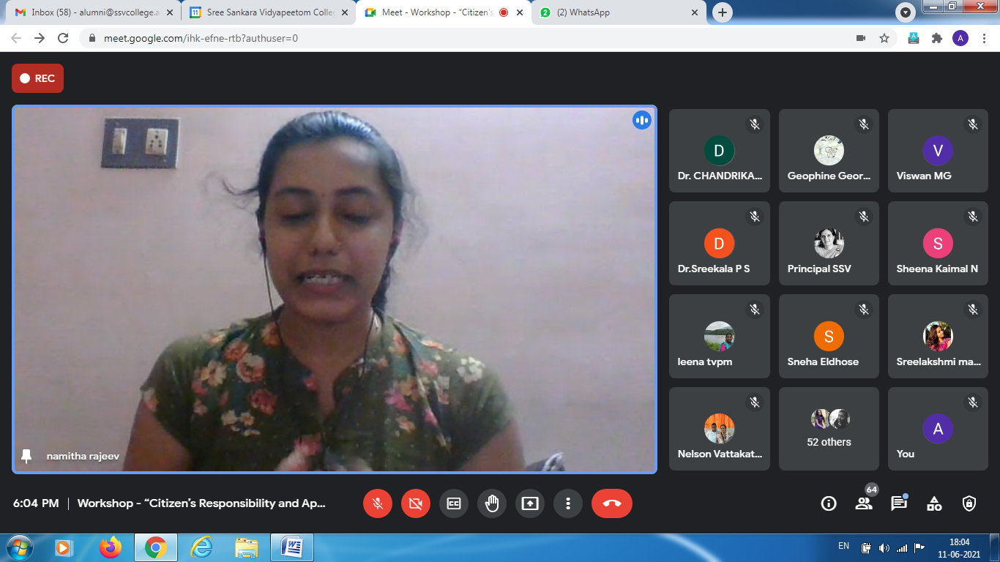 Inbox (58) - alumni@ssvcollege.a
Sree Sankara Vidyapeetom Colleg
Meet - Workshop - “Citizen's
(2) WhatsApp
meet.google.com/ihk-efne-rtb?authuser=0
A
REC
D
Dr. CHANDRIKA...
Geophine Geor...
V
Viswan MG
D
Dr.Sreekala P S
Principal SSV
S
Sheena Kaimal N
leena tvpm
S
Sneha Eldhose
Sreelakshmi ma...
Nelson Vattakat...
52 others
A
You
namitha rajeev
6:04 PM | Workshop - “Citizen's Responsibility and Ap...
CC
64
EN
18:04
11-06-2021